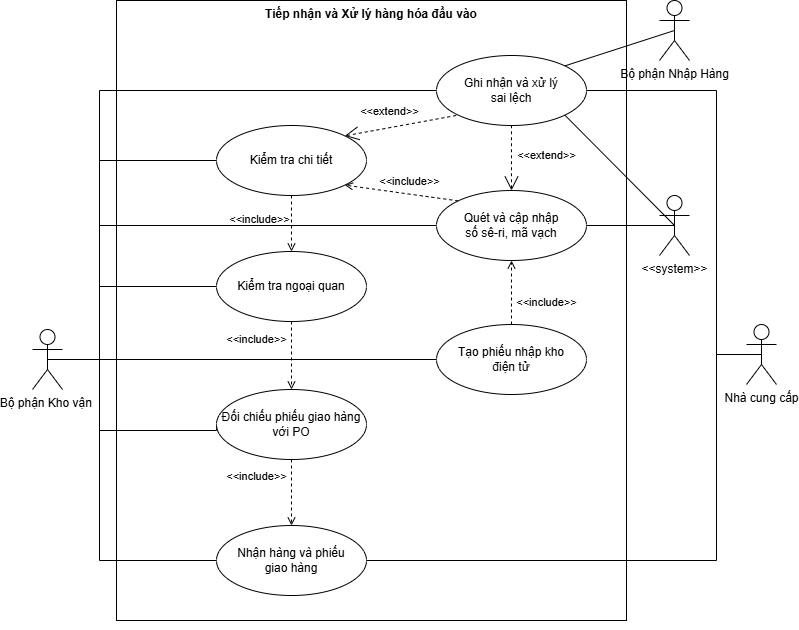 Tiếp nhận và Xử lý hàng hóa đầu vào
Bộ phận Nhập Hàng
Ghi nhận và xử lý
sai lệch
<<extend>>
Kiểm tra chi tiết
<<extend>>
<<include>>
Quét và cập nhập
số sê-ri, mã vạch
<<include>>
<<system>>
Kiểm tra ngoại quan
<<include>>
<<include>>
Tạo phiếu nhập kho
điện tử
Bộ phận Kho vận
Nhà cung cấp
Đối chiếu phiếu giao hàng
với PO
<<include>>
Nhận hàng và phiếu
giao hàng